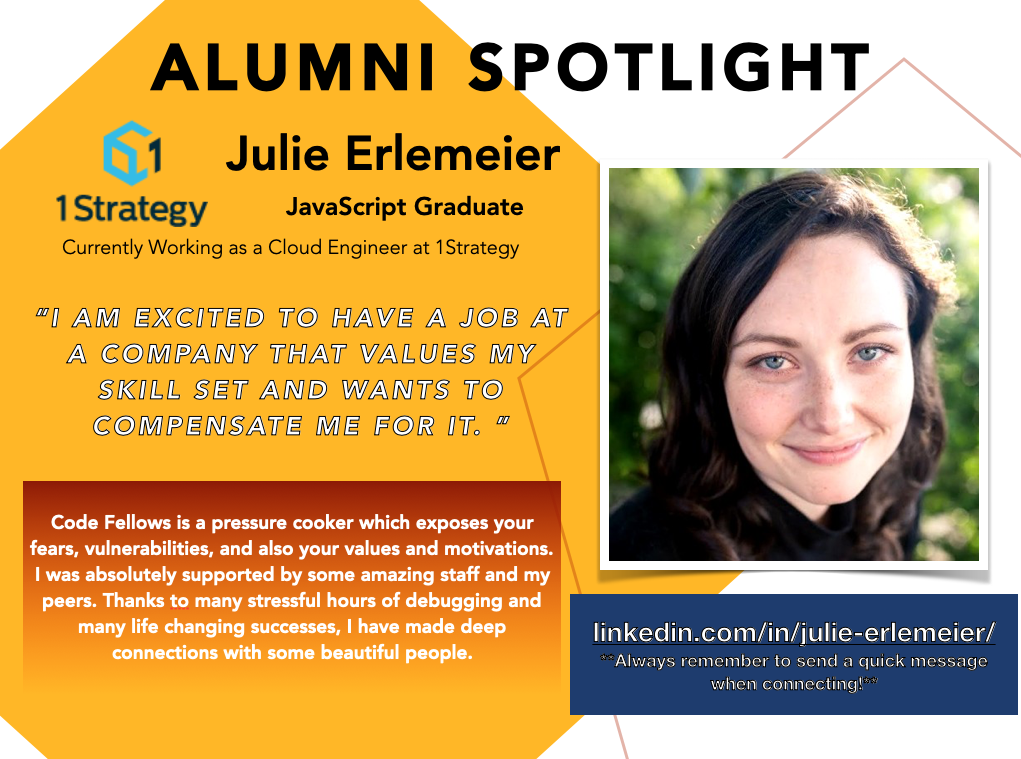 ALUMNI SPOTLIGHT
1
1Strategy
Julie Erlemeier
JavaScript Graduate
Currently Working as a Cloud Engineer at 1Strategy
"I AM EXCITED TO HAVE A JOB AT
A COMPANY THAT VALUES MY
SKILL SET AND WANTS TO
COMPENSATE ME FOR IT. "
Code Fellows is a pressure cooker which exposes your
fears, vulnerabilities, and also your values and motivations.
I was absolutely supported by some amazing staff and my
peers. Thanks to many stressful hours of debugging and
many life changing successes, I have made deep
connections with some beautiful people.
linkedin.com/in/julie-erlemeier/
**Always remember to send a quick message
when connecting!**